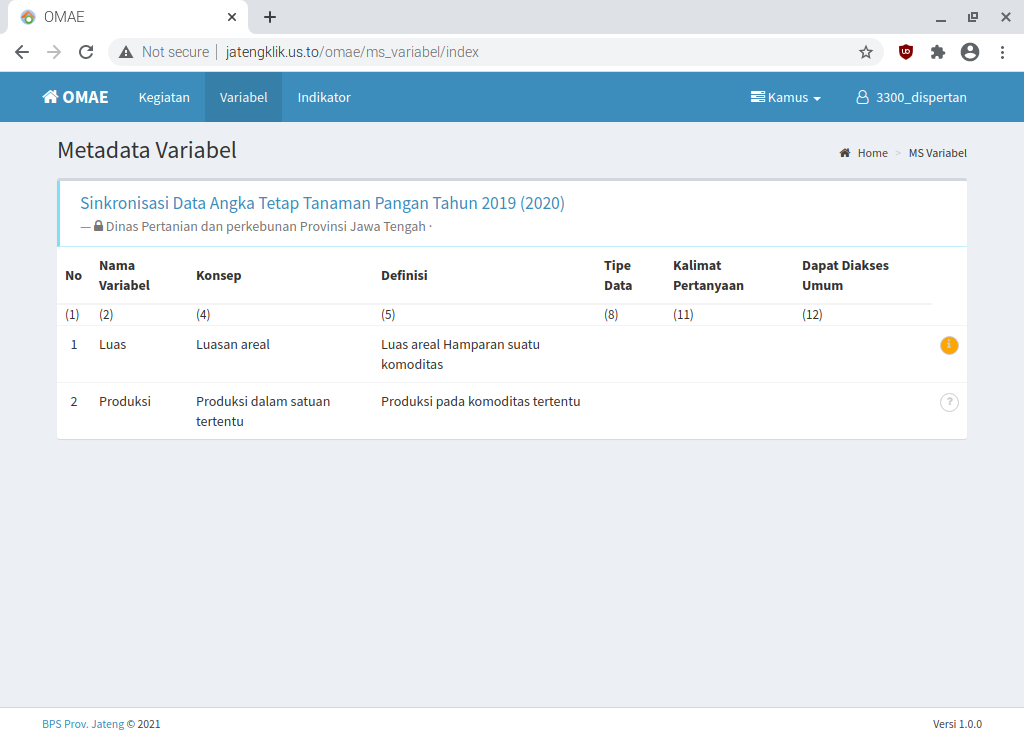 OMAE
Not secure | jatengklik.us.to/omae/ms_variabel/index
OMAE Kegiatan Variabel Indikator Kamus 3300_dispertan
Metadata Variabel
Home > MS Variabel
Sinkronisasi Data Angka Tetap Tanaman Pangan Tahun 2019 (2020)
— Dinas Pertanian dan perkebunan Provinsi Jawa Tengah ·
No Nama Variabel Konsep Definisi Tipe Data Kalimat Pertanyaan Dapat Diakses Umum
(1) (2) (4) (5) (8) (11) (12)
1 Luas Luasan areal Luas areal Hamparan suatu komoditas
2 Produksi Produksi dalam satuan tertentu Produksi pada komoditas tertentu ?
BPS Prov. Jateng © 2021
Versi 1.0.0